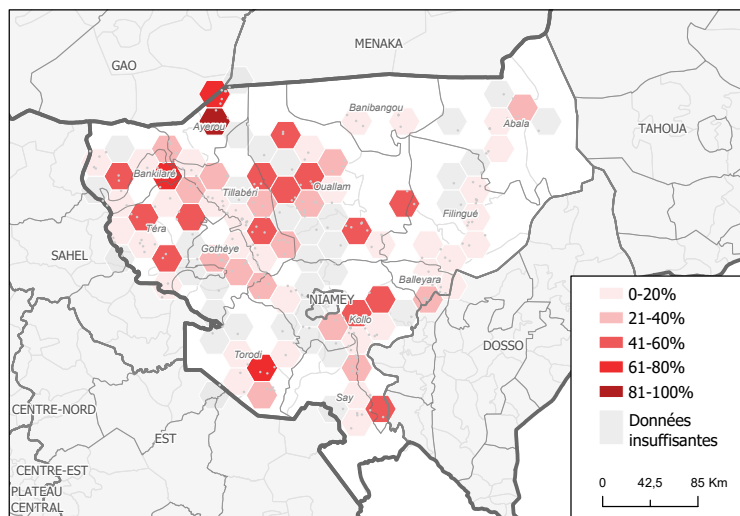 MENAKA
GAO
TAHOUA
Banibangou
Abala
Ayerou
Bankilaré
Tillabéri
Ouallam
Filingué
Téra
SAHEL
Gothèye
Balleyara
NIAMEY
Kollo
DOSSO
Torodi
Say
CENTRE-NORD
EST
CENTRE-EST
PLATEAU
CENTRAL
0-20%
21-40%
41-60%
61-80%
81-100%
Données
insuffisantes
0 42,5 85 Km